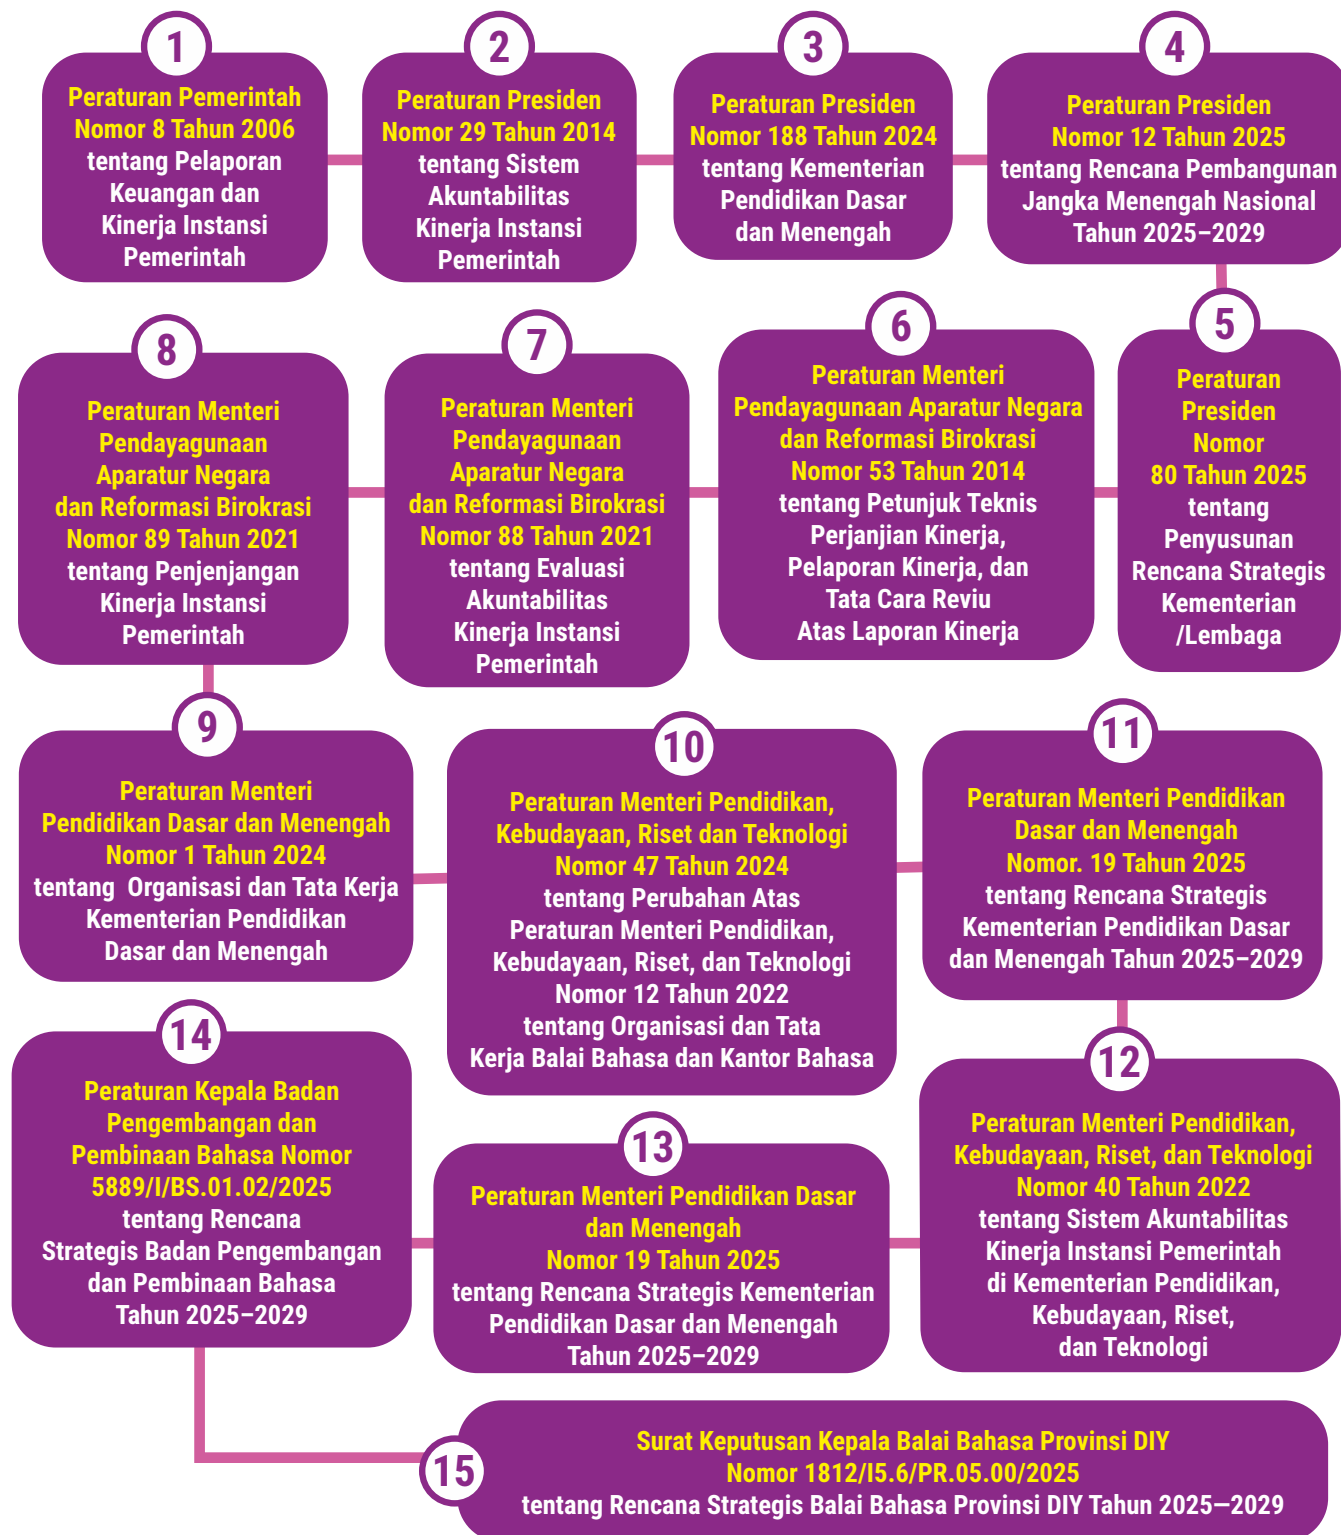 1
Peraturan Pemerintah
Nomor 8 Tahun 2006
tentang Pelaporan
Keuangan dan
Kinerja Instansi
Pemerintah
2
Peraturan Presiden
Nomor 29 Tahun 2014
tentang Sistem
Akuntabilitas
Kinerja Instansi
Pemerintah
3
Peraturan Presiden
Nomor 188 Tahun 2024
tentang Kementerian
Pendidikan Dasar
dan Menengah
4
Peraturan Presiden
Nomor 12 Tahun 2025
tentang Rencana Pembangunan
Jangka Menengah Nasional
Tahun 2025–2029
5
Peraturan
Presiden
Nomor
80 Tahun 2025
tentang
Penyusunan
Rencana Strategis
Kementerian
/Lembaga
6
Peraturan Menteri
Pendayagunaan Aparatur Negara
dan Reformasi Birokrasi
Nomor 53 Tahun 2014
tentang Petunjuk Teknis
Perjanjian Kinerja,
Pelaporan Kinerja, dan
Tata Cara Reviu
Atas Laporan Kinerja
7
Peraturan Menteri
Pendayagunaan
Aparatur Negara
dan Reformasi Birokrasi
Nomor 88 Tahun 2021
tentang Evaluasi
Akuntabilitas
Kinerja Instansi
Pemerintah
8
Peraturan Menteri
Pendayagunaan
Aparatur Negara
dan Reformasi Birokrasi
Nomor 89 Tahun 2021
tentang Penjenjangan
Kinerja Instansi
Pemerintah
9
Peraturan Menteri
Pendidikan Dasar dan Menengah
Nomor 1 Tahun 2024
tentang  Organisasi dan Tata Kerja
Kementerian Pendidikan
Dasar dan Menengah
10
Peraturan Menteri Pendidikan,
Kebudayaan, Riset dan Teknologi
Nomor 47 Tahun 2024
tentang Perubahan Atas
Peraturan Menteri Pendidikan,
Kebudayaan, Riset, dan Teknologi
Nomor 12 Tahun 2022
tentang Organisasi dan Tata
Kerja Balai Bahasa dan Kantor Bahasa
11
Peraturan Menteri Pendidikan
Dasar dan Menengah
Nomor. 19 Tahun 2025
tentang Rencana Strategis
Kementerian Pendidikan Dasar
dan Menengah Tahun 2025–2029
12
Peraturan Menteri Pendidikan,
Kebudayaan, Riset, dan Teknologi
Nomor 40 Tahun 2022
tentang Sistem Akuntabilitas
Kinerja Instansi Pemerintah
di Kementerian Pendidikan,
Kebudayaan, Riset,
dan Teknologi
13
Peraturan Menteri Pendidikan Dasar
dan Menengah
Nomor 19 Tahun 2025
tentang Rencana Strategis Kementerian
Pendidikan Dasar dan Menengah
Tahun 2025–2029
14
Peraturan Kepala Badan
Pengembangan dan
Pembinaan Bahasa Nomor
5889/I/BS.01.02/2025
tentang Rencana
Strategis Badan Pengembangan
dan Pembinaan Bahasa
Tahun 2025–2029
15
Surat Keputusan Kepala Balai Bahasa Provinsi DIY
Nomor 1812/I5.6/PR.05.00/2025
tentang Rencana Strategis Balai Bahasa Provinsi DIY Tahun 2025—2029